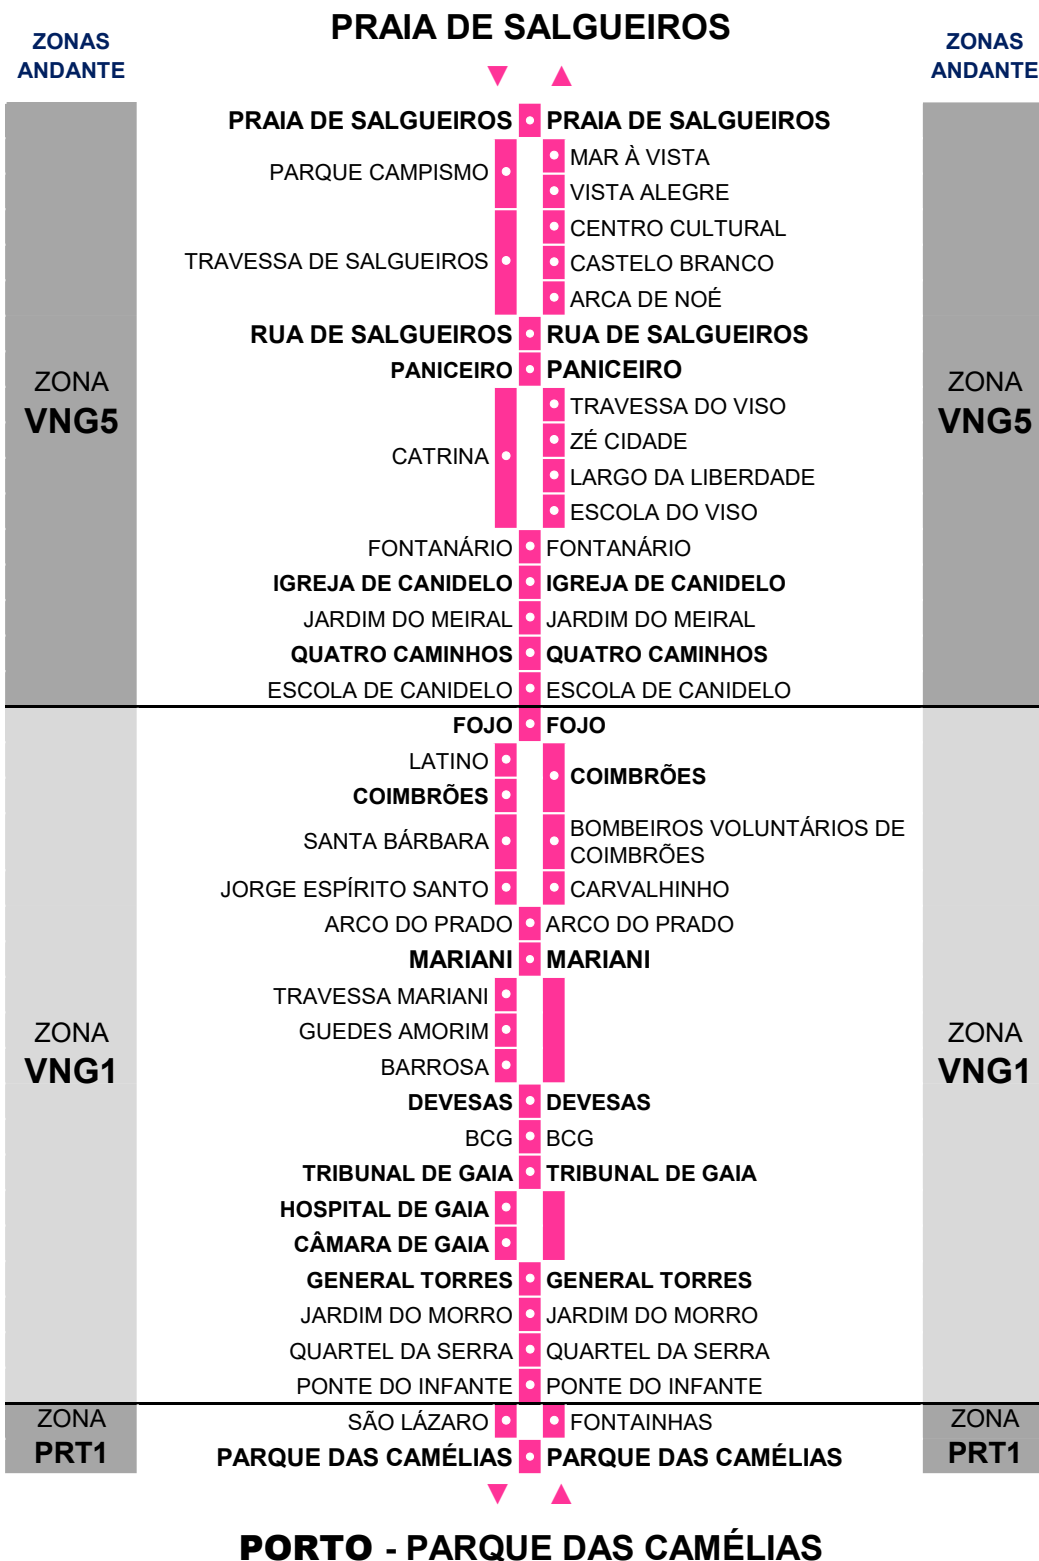 PRAIA DE SALGUEIROS
ZONAS
ANDANTE
ZONAS
ANDANTE
PRAIA DE SALGUEIROS PRAIA DE SALGUEIROS
MAR À VISTA
PARQUE CAMPISMO
VISTA ALEGRE
CENTRO CULTURAL
TRAVESSA DE SALGUEIROS CASTELO BRANCO
ARCA DE NOÉ
RUA DE SALGUEIROS RUA DE SALGUEIROS
PANICEIRO PANICEIRO
ZONA
VNG5
ZONA
VNG5
TRAVESSA DO VISO
ZÉ CIDADE
CATRINA
LARGO DA LIBERDADE
ESCOLA DO VISO
FONTANÁRIO FONTANÁRIO
IGREJA DE CANIDELO IGREJA DE CANIDELO
JARDIM DO MEIRAL JARDIM DO MEIRAL
QUATRO CAMINHOS QUATRO CAMINHOS
ESCOLA DE CANIDELO ESCOLA DE CANIDELO
FOJO FOJO
LATINO
COIMBRÕES
COIMBRÕES
SANTA BÁRBARA
BOMBEIROS VOLUNTÁRIOS DE
COIMBRÕES
JORGE ESPÍRITO SANTO CARVALHINHO
ARCO DO PRADO ARCO DO PRADO
MARIANI MARIANI
TRAVESSA MARIANI
GUEDES AMORIM
BARROSA
ZONA
VNG1
ZONA
VNG1
DEVESAS DEVESAS
BCG BCG
TRIBUNAL DE GAIA TRIBUNAL DE GAIA
HOSPITAL DE GAIA
CÂMARA DE GAIA
GENERAL TORRES GENERAL TORRES
JARDIM DO MORRO JARDIM DO MORRO
QUARTEL DA SERRA QUARTEL DA SERRA
PONTE DO INFANTE PONTE DO INFANTE
ZONA
PRT1
SÃO LÁZARO FONTAINHAS
PARQUE DAS CAMÉLIAS PARQUE DAS CAMÉLIAS
ZONA
PRT1
PORTO - PARQUE DAS CAMÉLIAS